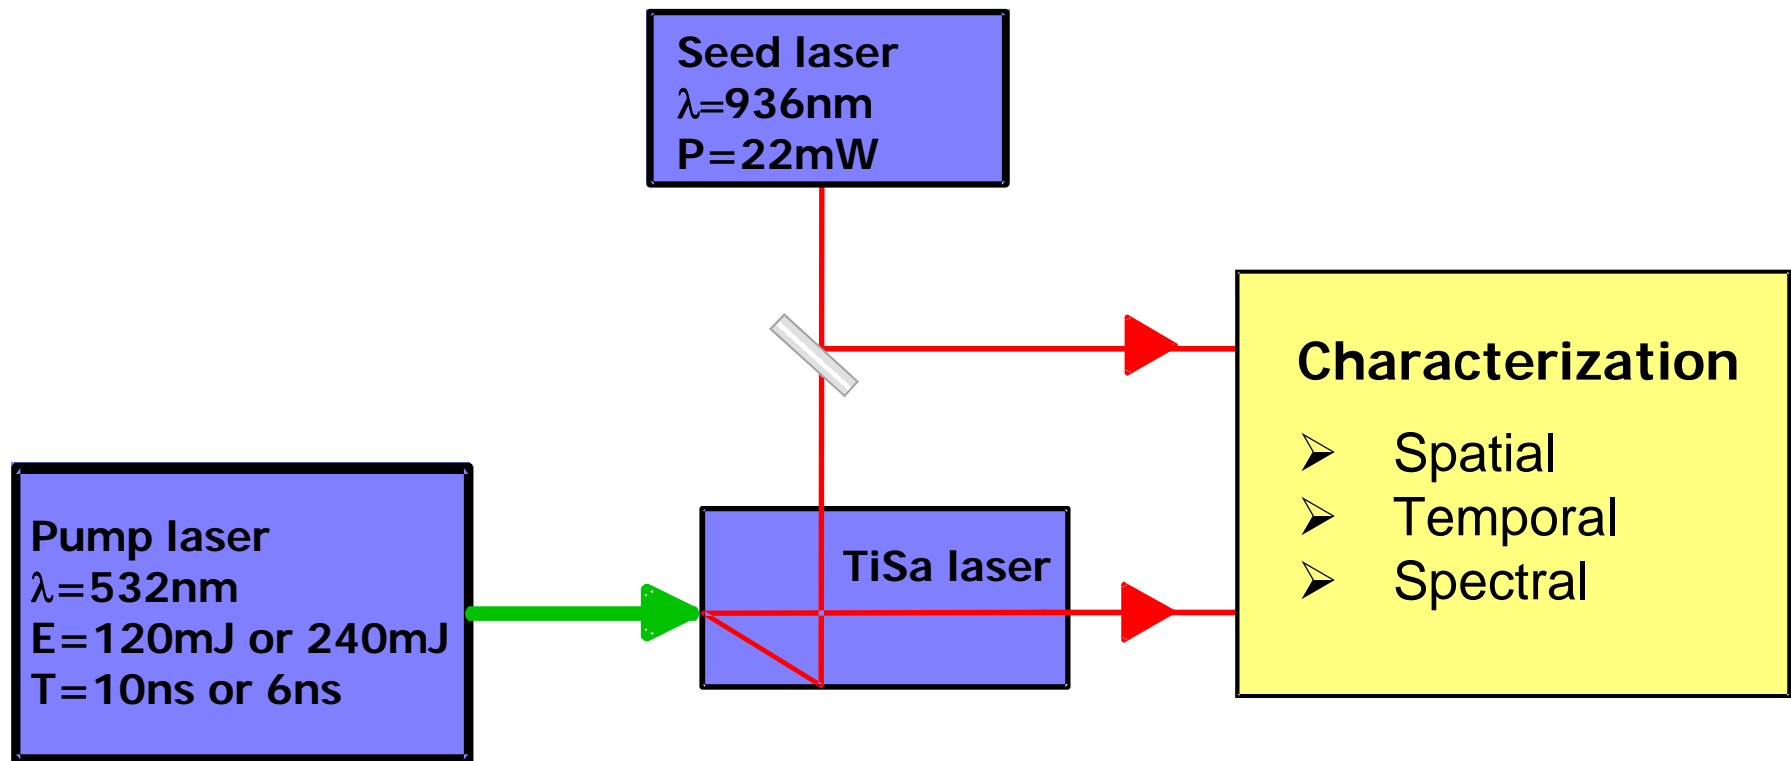 Seed laser
λ=936nm
P=22mW
Characterization
➢ Spatial
➢ Temporal
➢ Spectral
Pump laser
λ=532nm
E=120mJ or 240mJ
T=10ns or 6ns
TiSa laser